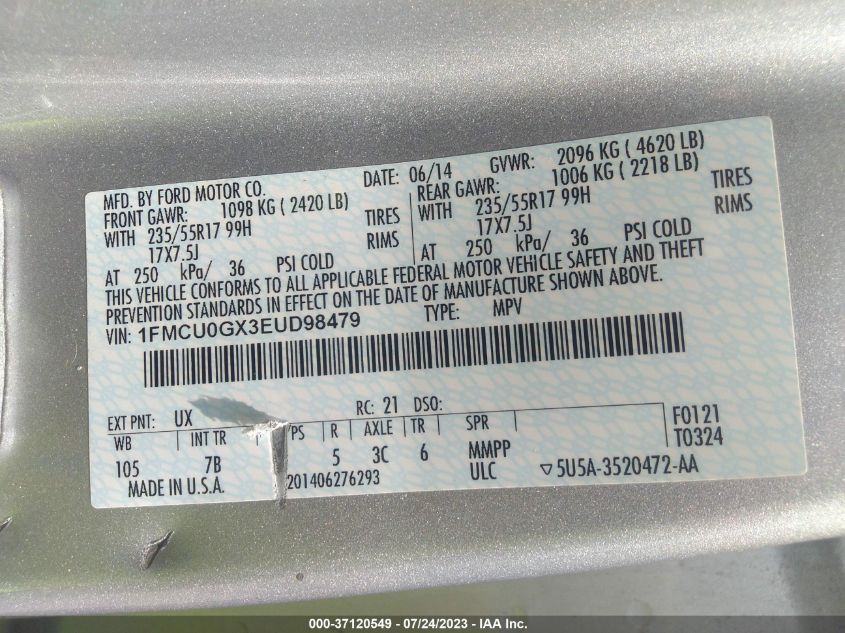 MFD. BY FORD MOTOR CO. DATE: 06/14 GVWR: 2096 KG ( 4620 LB)
FRONT GAWR: 1098 KG ( 2420 LB) REAR GAWR: 1006 KG ( 2218 LB)
WITH 235/55R17 99H TIRES WITH 235/55R17 99H TIRES
17X7.5J RIMS 17X7.5J RIMS
AT 250 kPa/ 36 PSI COLD AT 250 kPa/ 36 PSI COLD
THIS VEHICLE CONFORMS TO ALL APPLICABLE FEDERAL MOTOR VEHICLE SAFETY AND THEFT
PREVENTION STANDARDS IN EFFECT ON THE DATE OF MANUFACTURE SHOWN ABOVE.
VIN: 1FMCU0GX3EUD98479 TYPE: MPV
EXT PNT: UX RC: 21 DSO: F0121
WB INT TR PS R AXLE TR SPR T0324
105 7B 5 3C 6 MMPP
MADE IN U.S.A. 201406276293 ULC ▽5U5A-3520472-AA
000-37120549 - 07/24/2023 - IAA Inc.